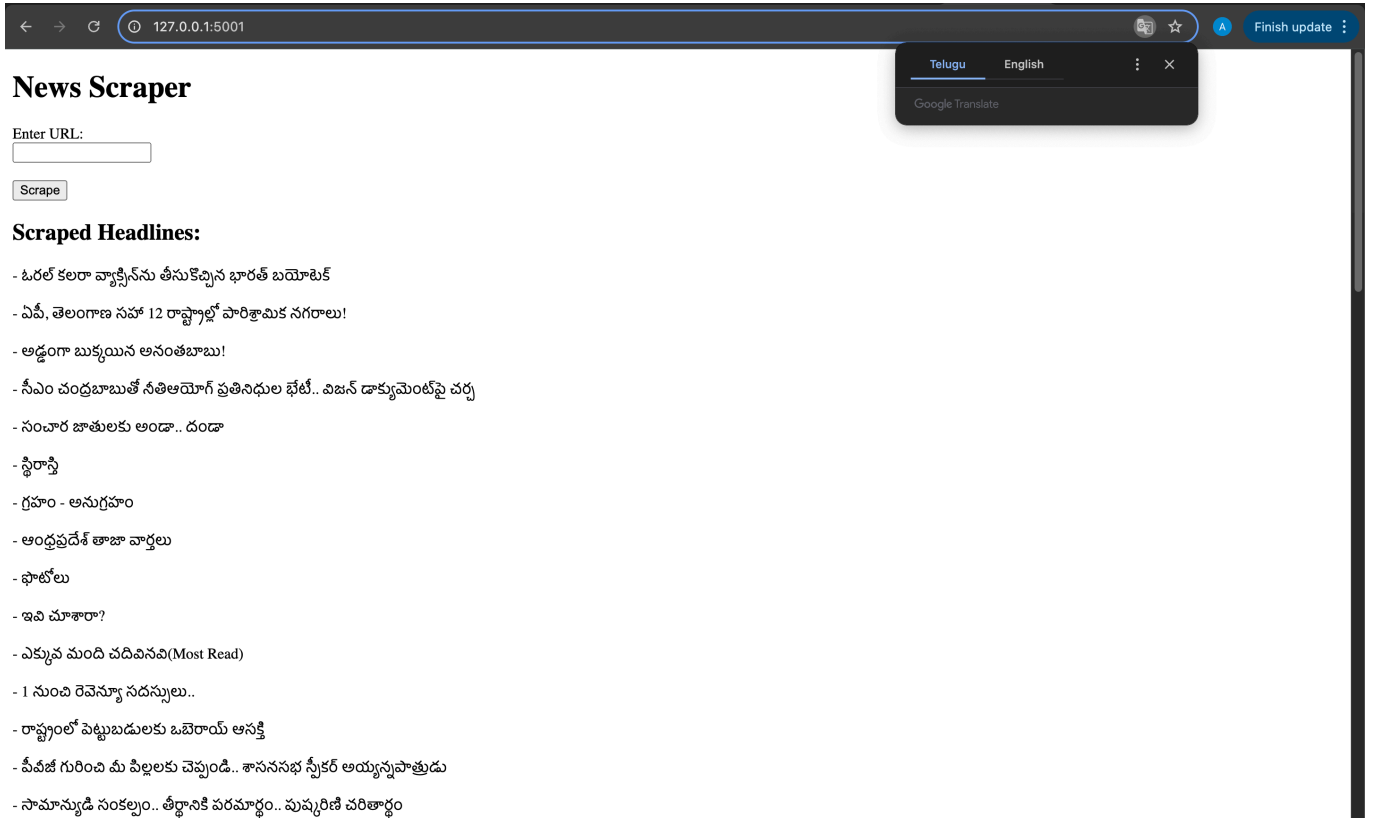 127.0.0.1:5001
Finish update
A
Telugu English
Google Translate
News Scraper
Enter URL:
Scrape
Scraped Headlines:
- ఓరల్ కలరా వ్యాక్సిన్‌ను తీసుకొచ్చిన భారత్ బయోటెక్
- ఏపీ, తెలంగాణ సహా 12 రాష్ట్రాల్లో పారిశ్రామిక నగరాలు!
- అడ్డంగా బుక్కయిన అనంతబాబు!
- సీఎం చంద్రబాబుతో నీతిఆయోగ్ ప్రతినిధుల భేటీ.. విజన్ డాక్యుమెంట్‌పై చర్చ
- సంచార జాతులకు అండా.. దండా
- స్థిరాస్తి
- గ్రహం - అనుగ్రహం
- ఆంధ్రప్రదేశ్ తాజా వార్తలు
- ఫొటోలు
- ఇవి చూశారా?
- ఎక్కువ మంది చదివినవి(Most Read)
- 1 నుంచి రెవెన్యూ సదస్సులు..
- రాష్ట్రంలో పెట్టుబడులకు ఒబెరాయ్ ఆసక్తి
- పీవీజీ గురించి మీ పిల్లలకు చెప్పండి.. శాసనసభ స్పీకర్ అయ్యన్నపాత్రుడు
- సామాన్యుడి సంకల్పం.. తీర్థానికి పరమార్థం.. పుష్కరిణి చరితార్థం